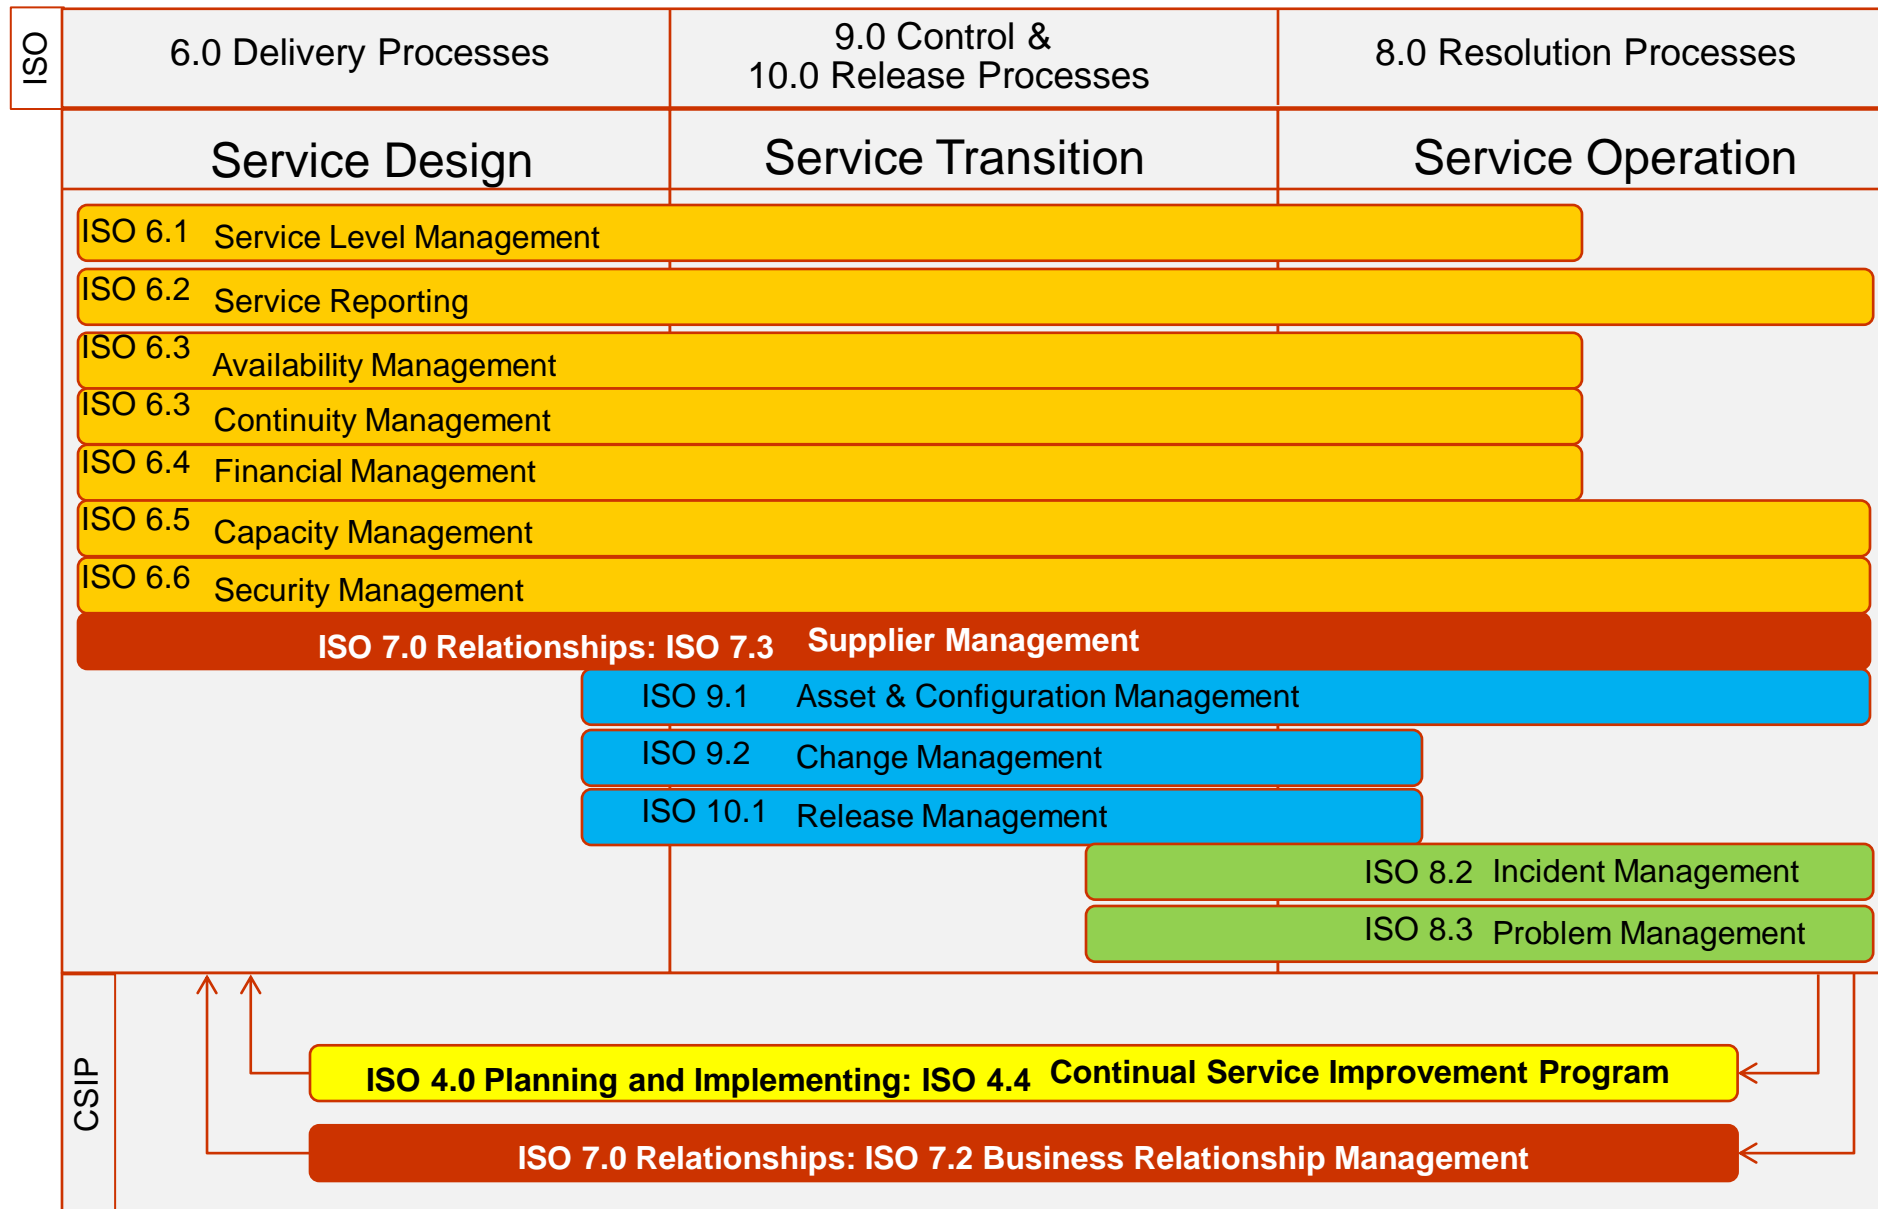 ISO
6.0 Delivery Processes
9.0 Control &
10.0 Release Processes
8.0 Resolution Processes
Service Design
Service Transition
Service Operation
ISO 6.1 Service Level Management
ISO 6.2 Service Reporting
ISO 6.3 Availability Management
ISO 6.3 Continuity Management
ISO 6.4 Financial Management
ISO 6.5 Capacity Management
ISO 6.6 Security Management
ISO 7.0 Relationships: ISO 7.3 Supplier Management
ISO 9.1 Asset & Configuration Management
ISO 9.2 Change Management
ISO 10.1 Release Management
ISO 8.2 Incident Management
ISO 8.3 Problem Management
CSIP
ISO 4.0 Planning and Implementing: ISO 4.4 Continual Service Improvement Program
ISO 7.0 Relationships: ISO 7.2 Business Relationship Management